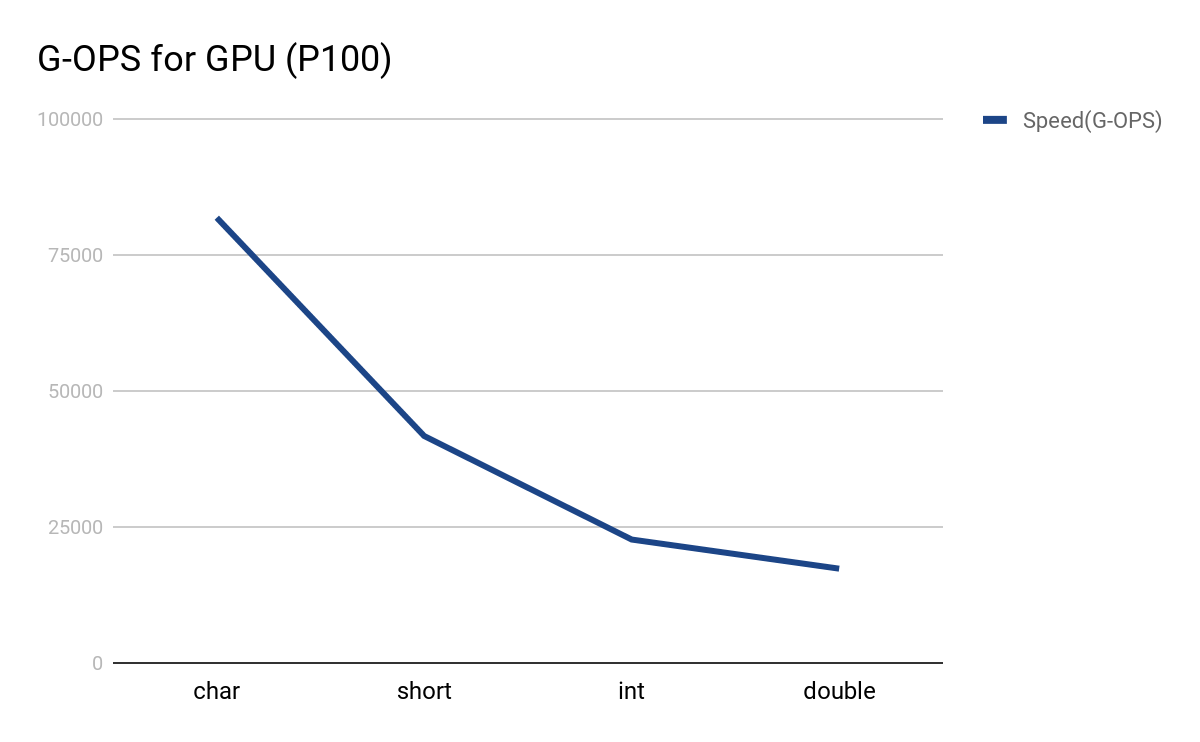 G-OPS for GPU (P100)
100000
75000
50000
25000
0
char short int double
Speed(G-OPS)